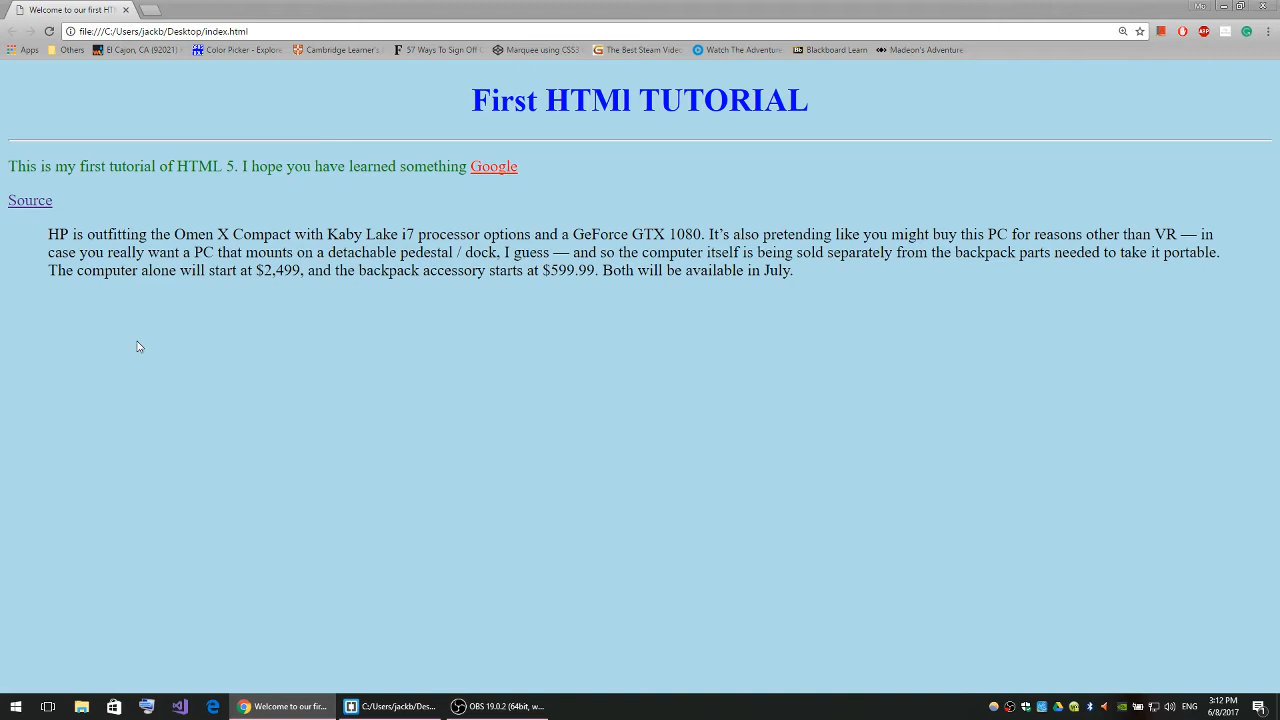 Welcome to our first HT
Mo
file:///C:/Users/jackb/Desktop/index.html
Apps Others El Cajon, CA (92021) Color Picker - Explore Cambridge Learner's 57 Ways To Sign Off Marquee using CSS3 The Best Steam Video Watch The Adventure Blackboard Learn Madcon's Adventure
First HTMl TUTORIAL
This is my first tutorial of HTML 5. I hope you have learned something Google
Source
HP is outfitting the Omen X Compact with Kaby Lake i7 processor options and a GeForce GTX 1080. It’s also pretending like you might buy this PC for reasons other than VR — in
case you really want a PC that mounts on a detachable pedestal / dock, I guess — and so the computer itself is being sold separately from the backpack parts needed to take it portable.
The computer alone will start at $2,499, and the backpack accessory starts at $599.99. Both will be available in July.
Welcome to our fir... C:/Users/jackb/Des... OBS 19.0.2 (64bit, w... ENG 3:12 PM
6/8/2017